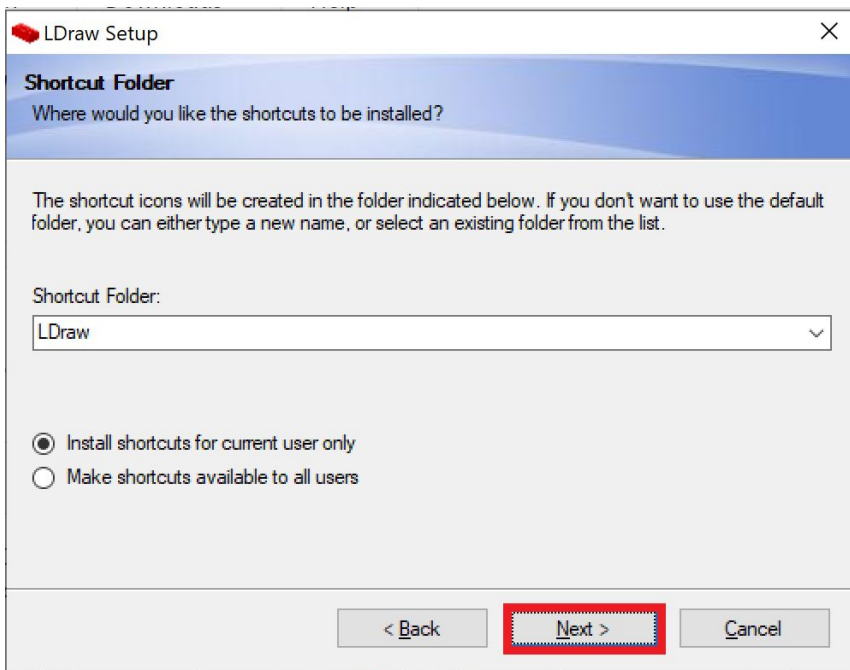 LDraw Setup
Shortcut Folder
Where would you like the shortcuts to be installed?
The shortcut icons will be created in the folder indicated below. If you don't want to use the default
folder, you can either type a new name, or select an existing folder from the list.
Shortcut Folder:
LDraw
Install shortcuts for current user only
Make shortcuts available to all users
< Back
Next >
Cancel